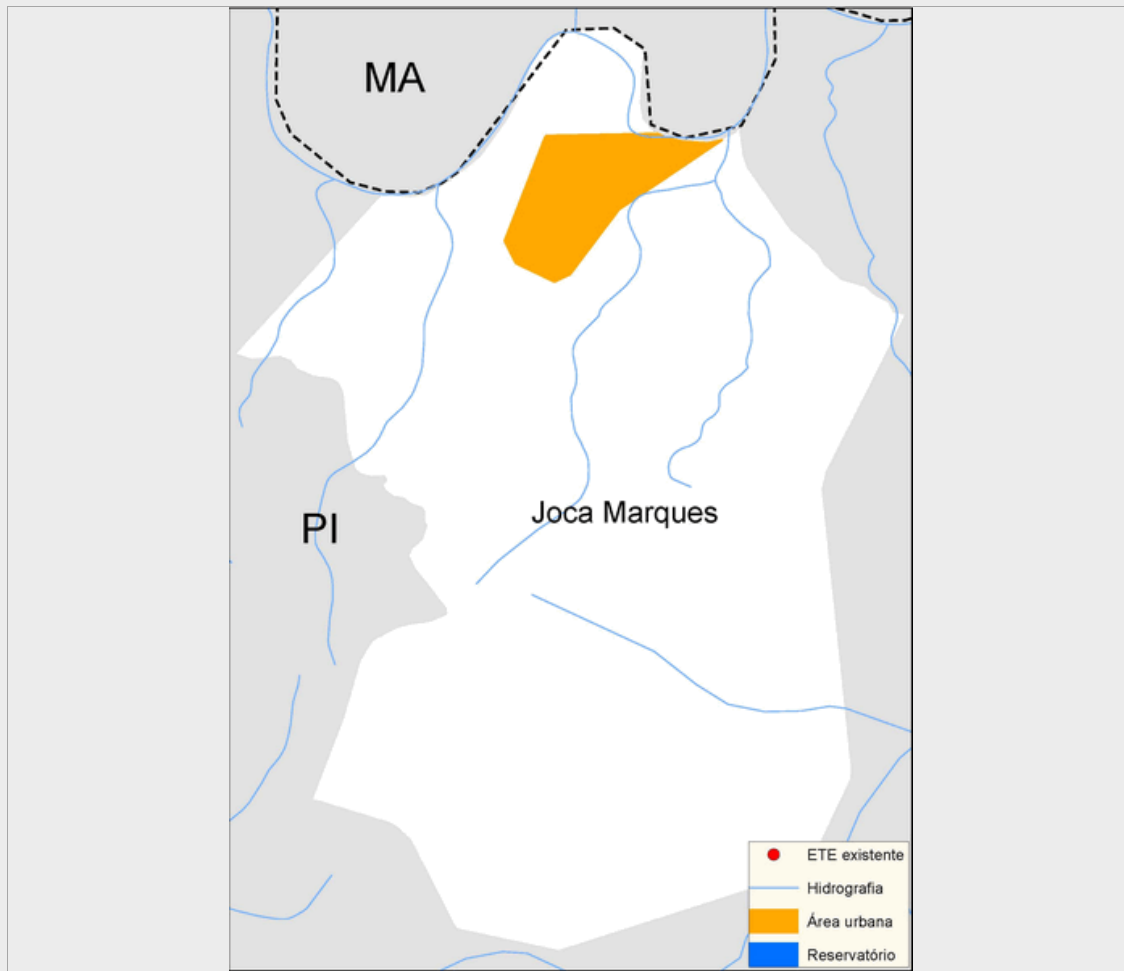 MA
PI
Joca Marques
ETE existente
Hidrografia
Área urbana
Reservatório